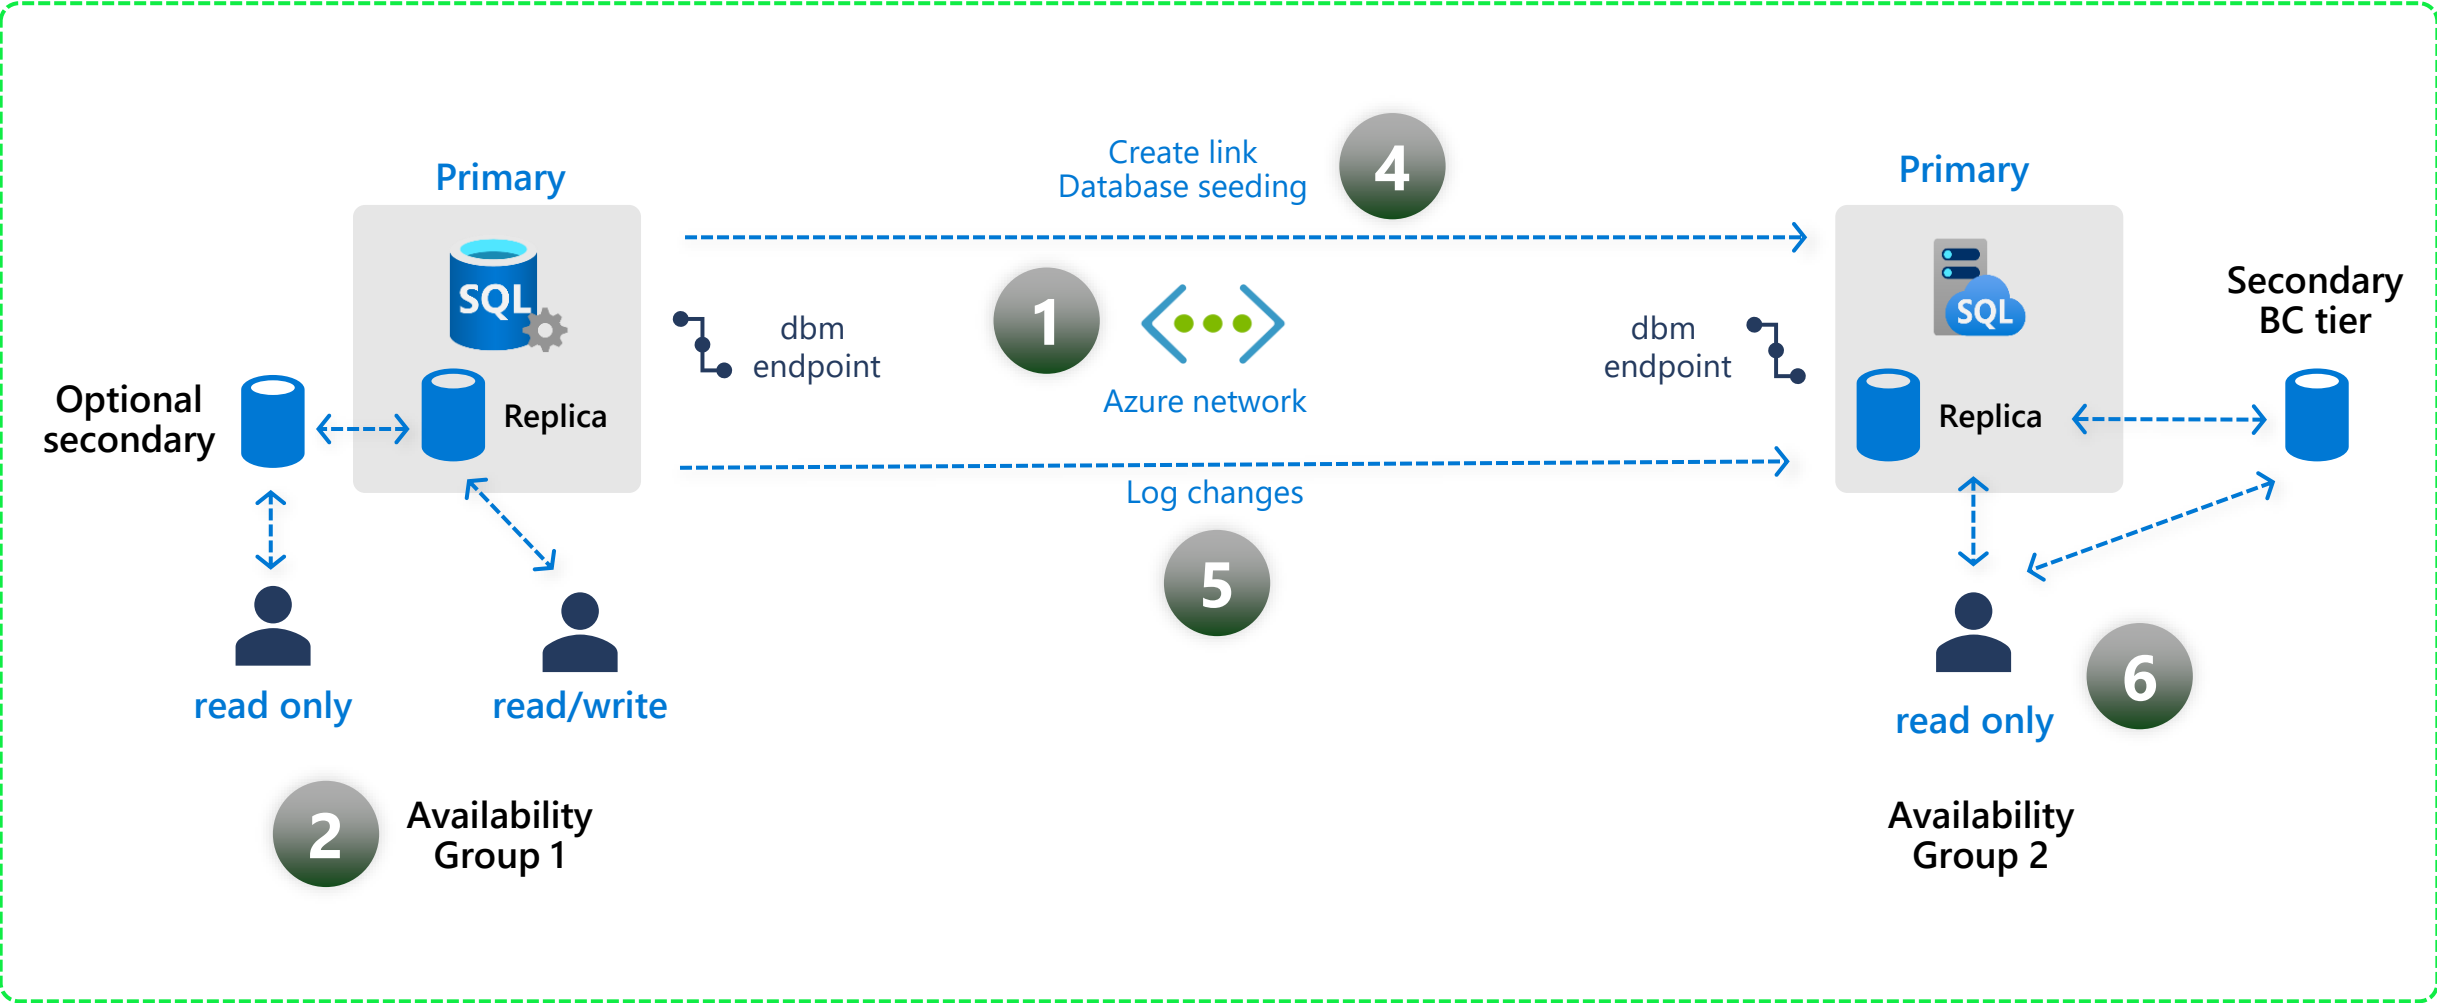 Create link
Database seeding
4
Primary
Primary
SQL
SQL
1
dbm
endpoint
Azure network
dbm
endpoint
Secondary
BC tier
Optional
secondary
Replica
Replica
Log changes
5
read only
read/write
read only
6
2
Availability
Group 1
Availability
Group 2